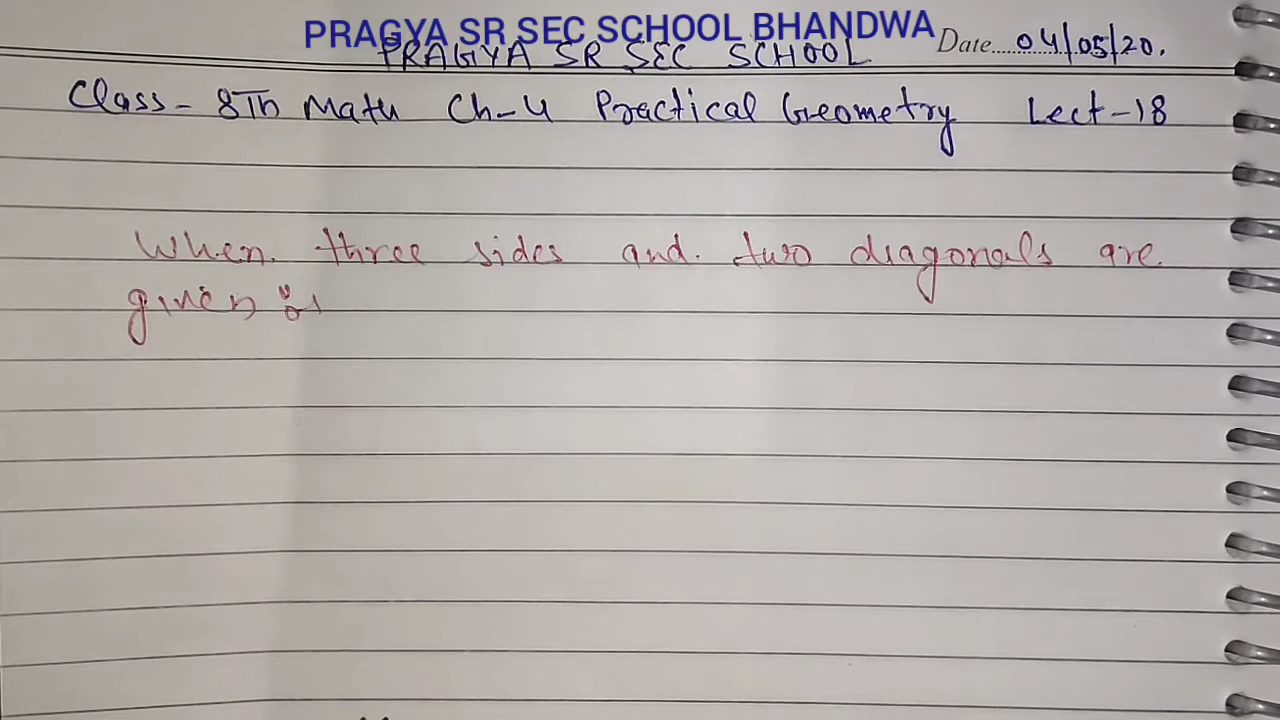 PRAGYA SR SEC SCHOOL BHANDWA
PRAGYA SR SEC SCHOOL
Date 04/05/20.
Class - 8Th Math Ch-4 Practical Geometry Lect-18
When three sides and two diagonals are
given